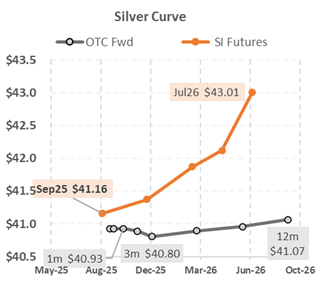 Silver Curve
OTC Fwd SI Futures
$43.5
$43.0
$42.5
$42.0
$41.5
$41.0
$40.5
Jul26 $43.01
Sep25 $41.16
1m $40.93
3m $40.80
12m
$41.07
May-25 Aug-25 Dec-25 Mar-26 Jun-26 Oct-26